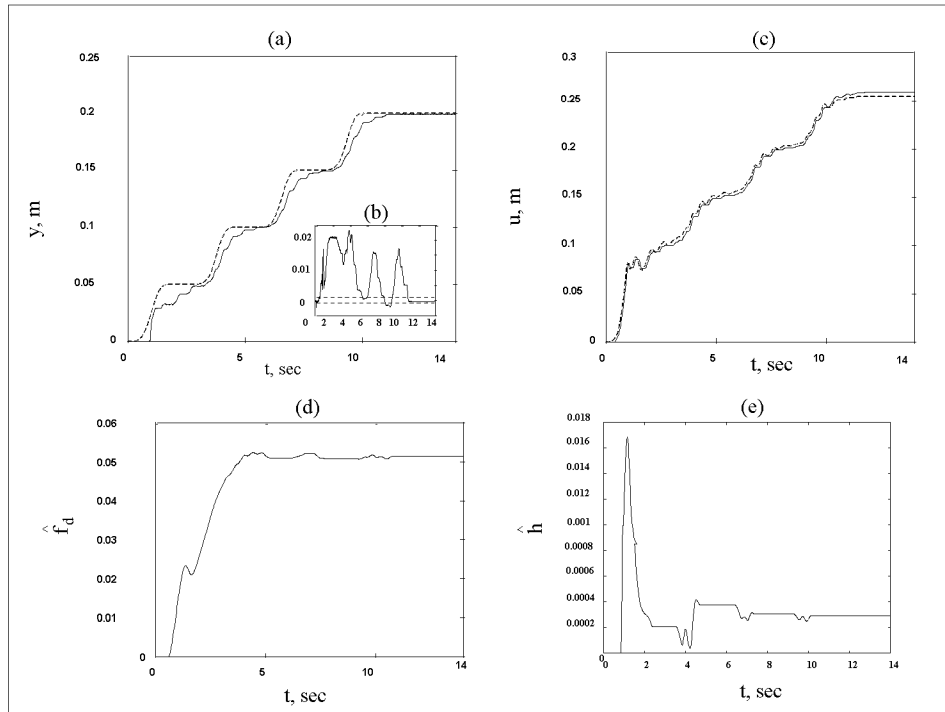 (a)
0.25
0.2
0.15
0.1
0.05
0
y, m
0 5 10 14
t, sec
(b)
0.02
0.01
0
0 2 4 6 8 10 12 14
(c)
0.3
0.25
0.2
0.15
0.1
0.05
0
u, m
0 5 10 14
t, sec
(d)
0.06
0.05
0.04
0.03
0.02
0.01
0
f̂d
0 5 10 14
t, sec
(e)
0.018
0.016
0.014
0.012
0.001
0.0008
0.0006
0.0004
0.0002
0
ĥ
0 2 4 6 8 10 12 14
t, sec